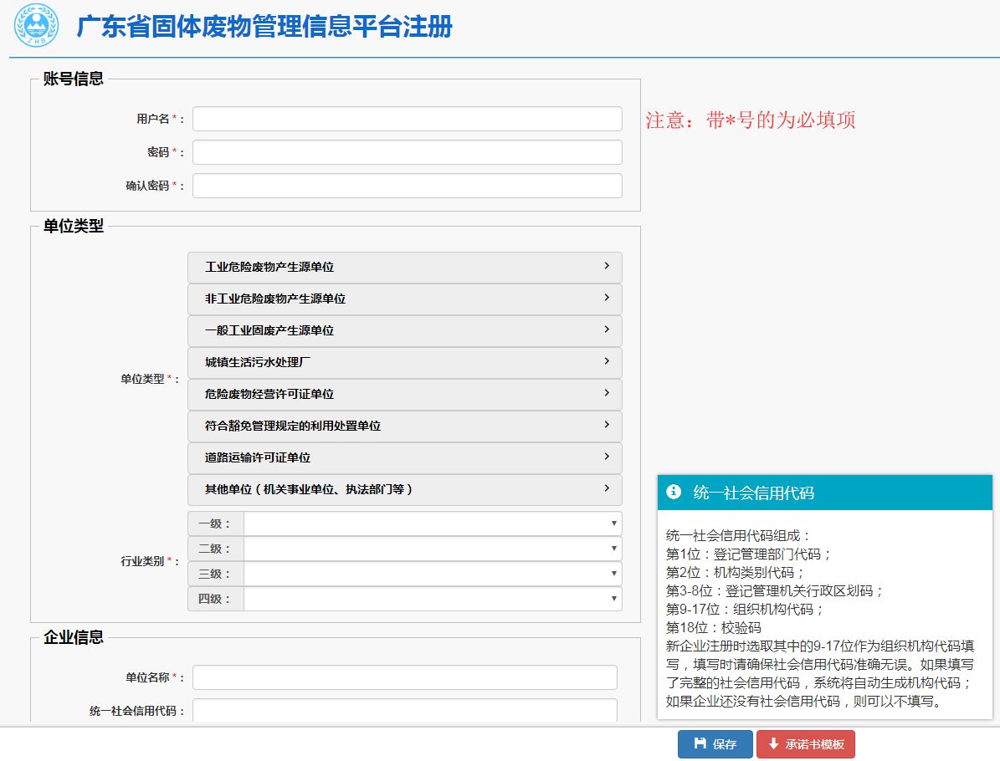 ZHB
广东省固体废物管理信息平台注册
账号信息
用户名*：
注意：带*号的为必填项
密码*：
确认密码*：
单位类型
单位类型*：
工业危险废物产生源单位
非工业危险废物产生源单位
一般工业固废产生源单位
城镇生活污水处理厂
危险废物经营许可证单位
符合豁免管理规定的利用处置单位
道路运输许可证单位
其他单位（机关事业单位、执法部门等）
行业类别*：
一级：
二级：
三级：
四级：
企业信息
单位名称*：
统一社会信用代码：
统一社会信用代码
统一社会信用代码组成：
第1位：登记管理部门代码；
第2位：机构类别代码；
第3-8位：登记管理机关行政区划码；
第9-17位：组织机构代码；
第18位：校验码
新企业注册时选取其中的9-17位作为组织机构代码填
写，填写时请确保社会信用代码准确无误。如果填写
了完整的社会信用代码，系统将自动生成机构代码；
如果企业还没有社会信用代码，则可以不填写。
保存
承诺书模板